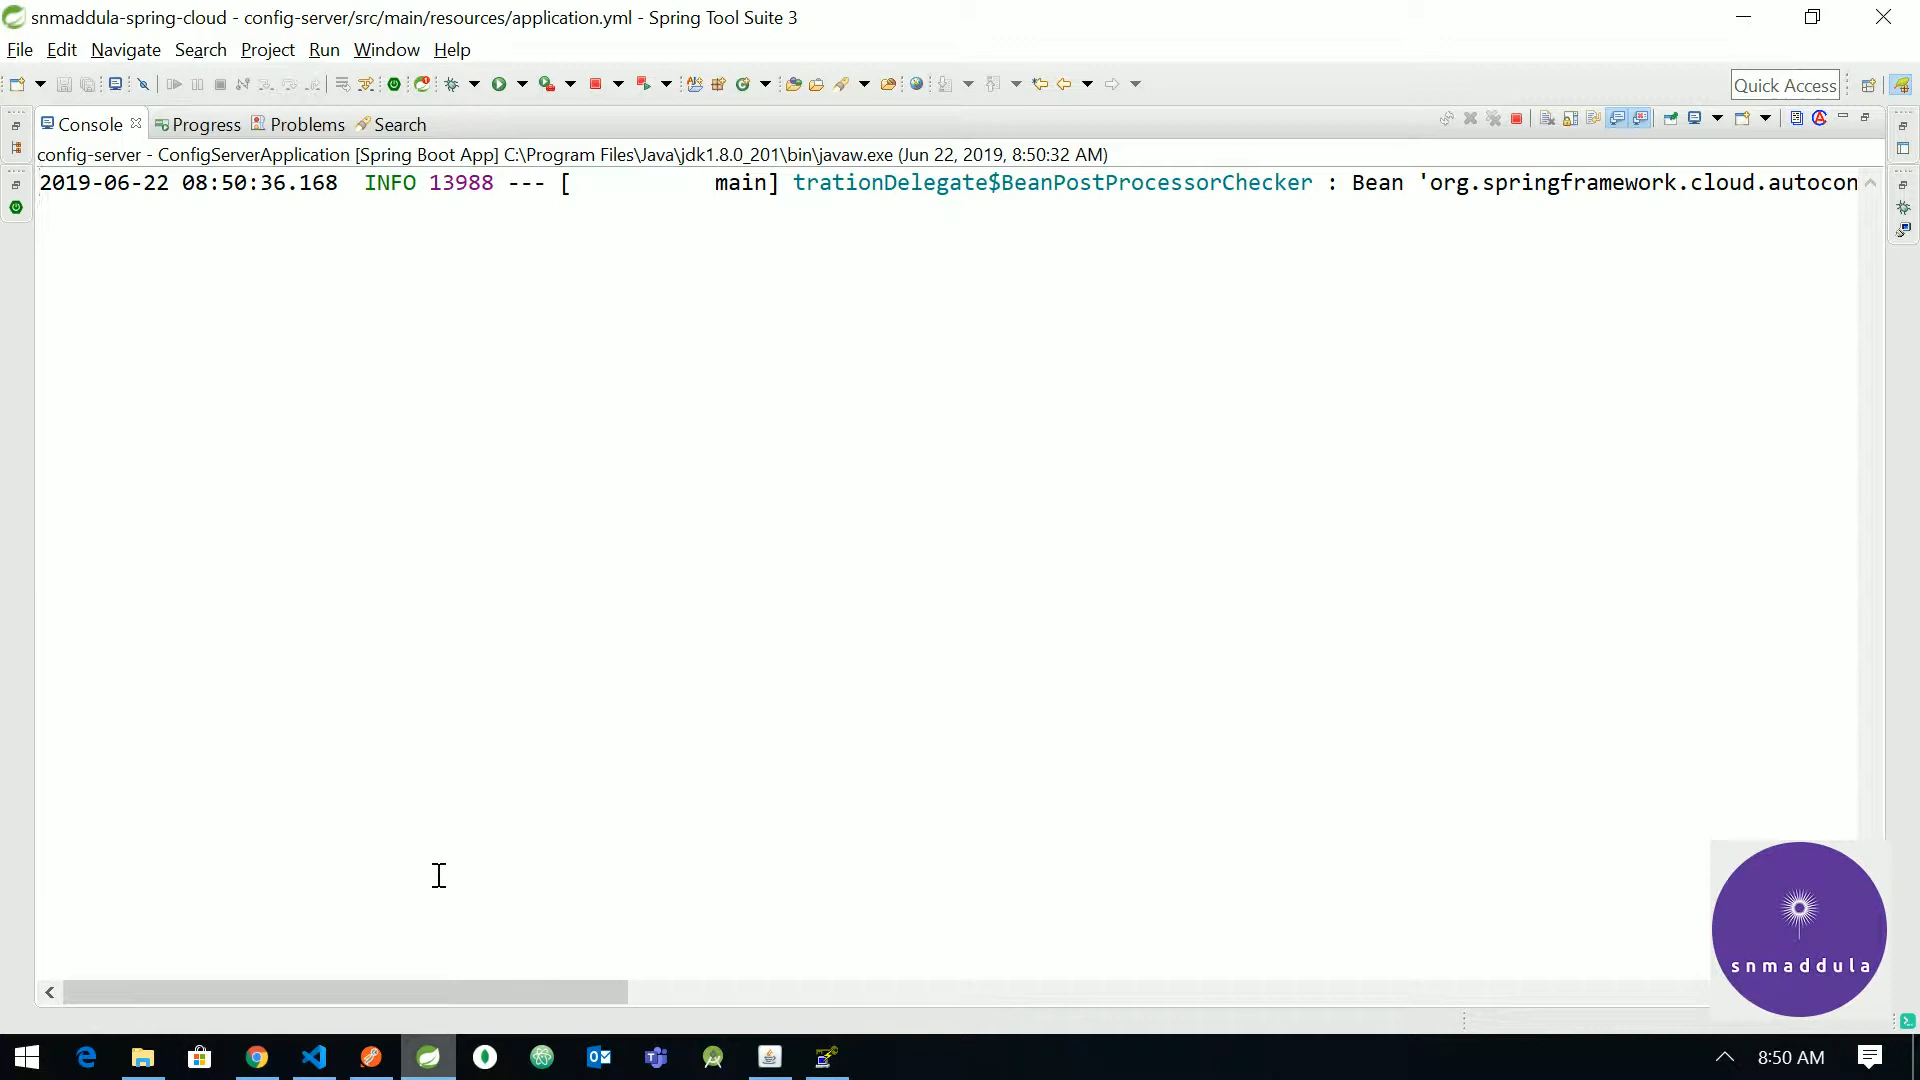 snmaddula-spring-cloud - config-server/src/main/resources/application.yml - Spring Tool Suite 3
File Edit Navigate Search Project Run Window Help
Quick Access
Console Progress Problems Search
config-server - ConfigServerApplication [Spring Boot App] C:\Program Files\Java\jdk1.8.0_201\bin\javaw.exe (Jun 22, 2019, 8:50:32 AM)
2019-06-22 08:50:36.168 INFO 13988 --- [ main] trationDelegate$BeanPostProcessorChecker : Bean 'org.springframework.cloud.autocon
snmaddula
8:50 AM